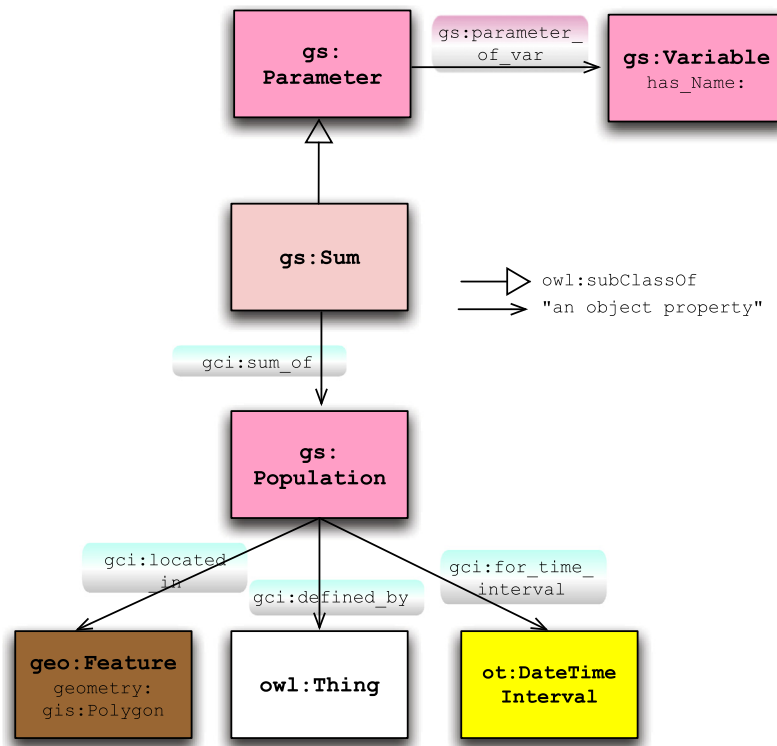 gs:
Parameter
gs:parameter_
of_var
gs:Variable
has_Name:
gs:Sum
owl:subClassOf
"an object property"
gci:sum_of
gs:
Population
gci:located
_in
gci:defined_by
gci:for_time_
interval
geo:Feature
geometry:
gis:Polygon
owl:Thing
ot:DateTime
Interval